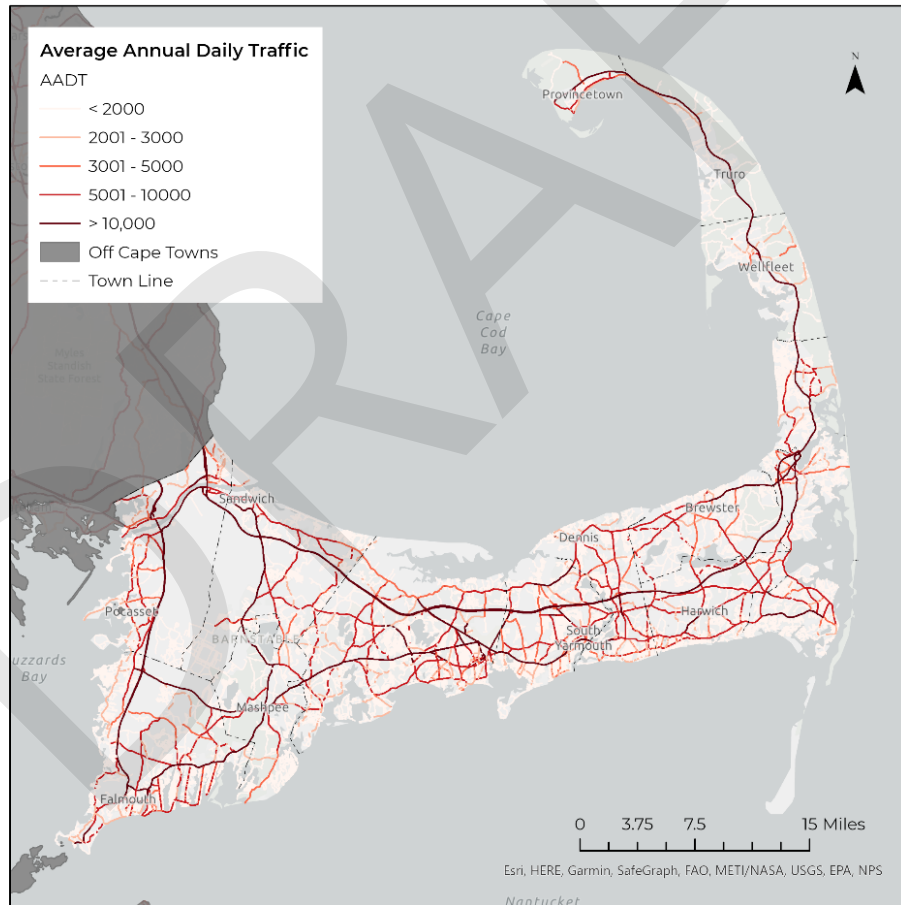 Average Annual Daily Traffic
AADT
< 2000
2001 - 3000
3001 - 5000
5001 - 10000
> 10,000
Off Cape Towns
Town Line
N
Provincetown
Truro
Wellfleet
Cape
Cod
Bay
Myles
Standish
State Forest
Sandwich
Brewster
Dennis
Pocasset
BARNSTABLE
Harwich
South
Yarmouth
Bay
Mashpee
Falmouth
0 3.75 7.5 15 Miles
Esri, HERE, Garmin, SafeGraph, FAO, METI/NASA, USGS, EPA, NPS
Nantucket
DRAFT